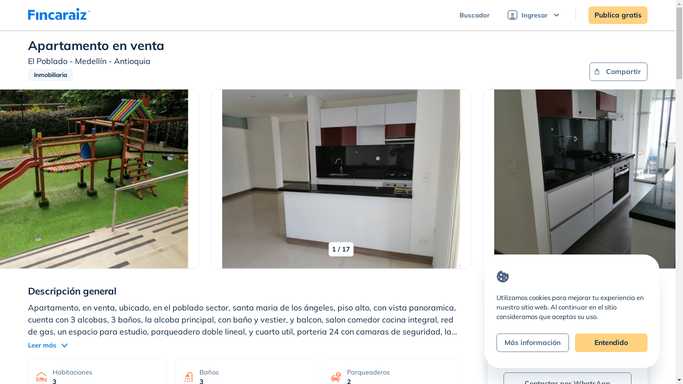 Fincaraiz
Buscador
Ingresar
Publica gratis
Apartamento en venta
El Poblado - Medellín - Antioquia
Inmobiliaria
Compartir
1 / 17
Descripción general
Apartamento, en venta, ubicado, en el poblado sector, santa maria de los ángeles, piso alto, con vista panoramica,
cuenta con 3 alcobas, 3 baños, la alcoba principal, con baño y vestier, y balcon, salon comedor cocina integral, red
de gas, un espacio para estudio, parqueadero doble lineal, y cuarto util, porteria 24 con camaras de seguridad, la...
Leer más
Habitaciones
3
Baños
3
Parqueaderos
2
Utilizamos cookies para mejorar tu experiencia en
nuestro sitio web. Al continuar en el sitio
consideramos que aceptas su uso.
Más información
Entendido
Contactar por WhatsApp